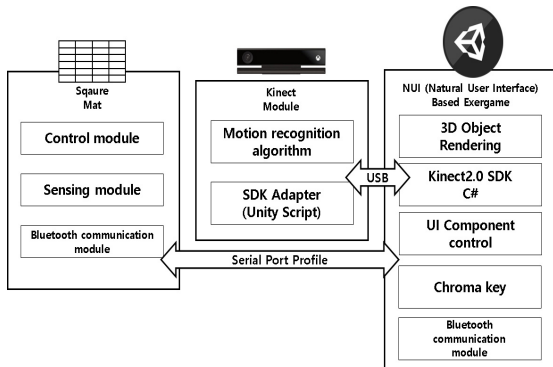 Sqaure
Mat
Control module
Sensing module
Bluetooth communication
module
Kinect
Module
Motion recognition
algorithm
SDK Adapter
(Unity Script)
USB
Serial Port Profile
NUI (Natural User Interface)
Based Exergame
3D Object
Rendering
Kinect2.0 SDK
C#
UI Component
control
Chroma key
Bluetooth
communication
module